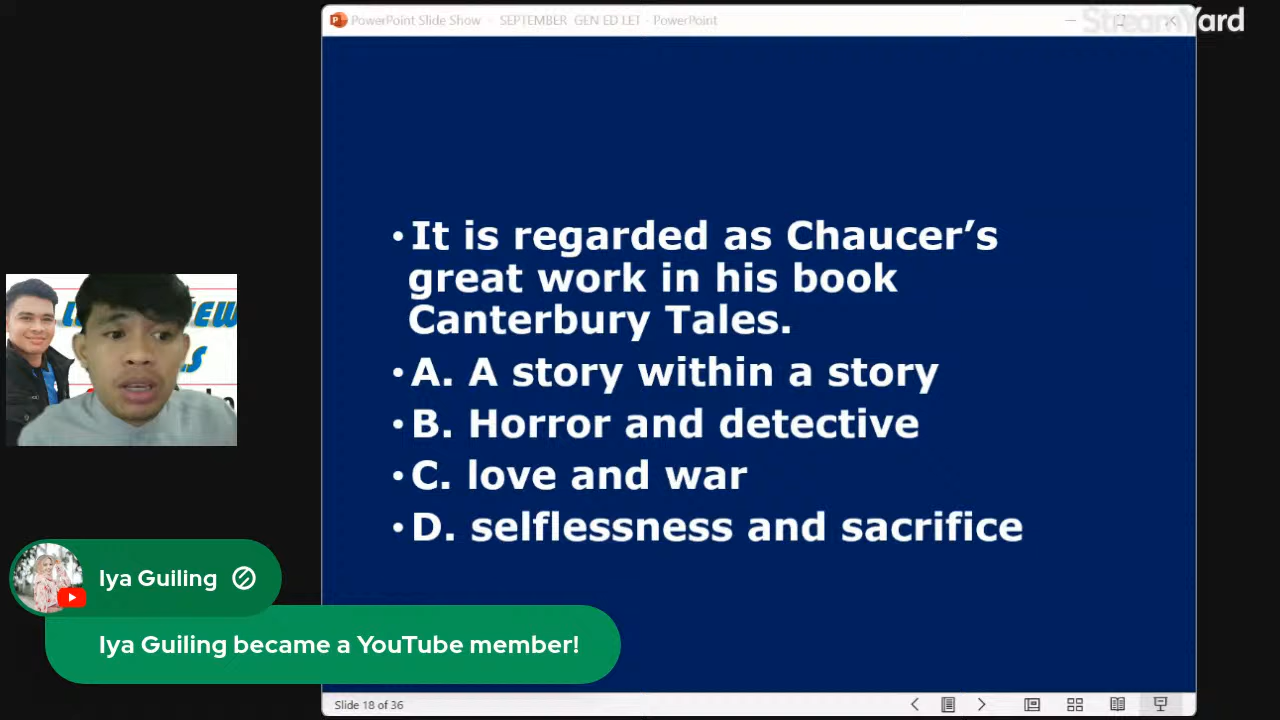 PowerPoint Slide Show - SEPTEMBER GEN ED LET - PowerPoint
StreamYard
• It is regarded as Chaucer’s
great work in his book
Canterbury Tales.
• A. A story within a story
• B. Horror and detective
• C. love and war
• D. selflessness and sacrifice
Iya Guiling
Iya Guiling became a YouTube member!
Slide 18 of 36